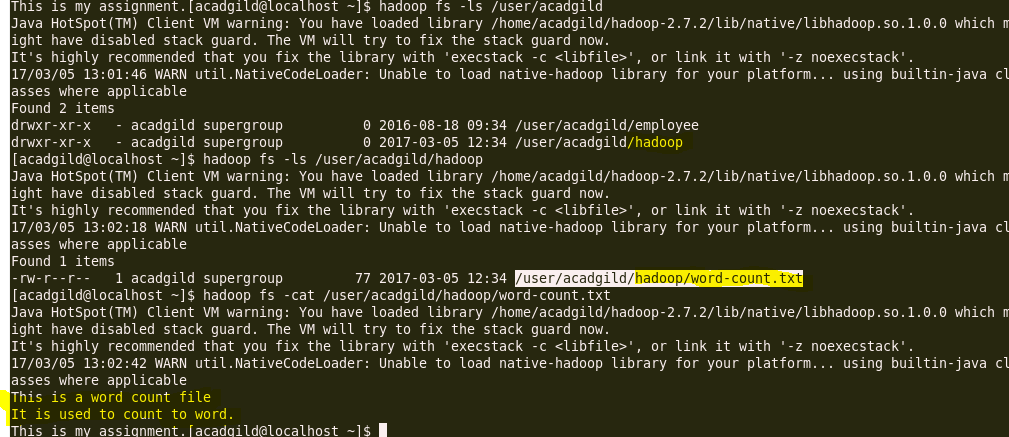 This is my assignment.[acadgild@localhost ~]$ hadoop fs -ls /user/acadgild
Java HotSpot(TM) Client VM warning: You have loaded library /home/acadgild/hadoop-2.7.2/lib/native/libhadoop.so.1.0.0 which m
ight have disabled stack guard. The VM will try to fix the stack guard now.
It's highly recommended that you fix the library with 'execstack -c <libfile>', or link it with '-z noexecstack'.
17/03/05 13:01:46 WARN util.NativeCodeLoader: Unable to load native-hadoop library for your platform... using builtin-java cl
asses where applicable
Found 2 items
drwxr-xr-x   - acadgild supergroup          0 2016-08-18 09:34 /user/acadgild/employee
drwxr-xr-x   - acadgild supergroup          0 2017-03-05 12:34 /user/acadgild/hadoop
[acadgild@localhost ~]$ hadoop fs -ls /user/acadgild/hadoop
Java HotSpot(TM) Client VM warning: You have loaded library /home/acadgild/hadoop-2.7.2/lib/native/libhadoop.so.1.0.0 which m
ight have disabled stack guard. The VM will try to fix the stack guard now.
It's highly recommended that you fix the library with 'execstack -c <libfile>', or link it with '-z noexecstack'.
17/03/05 13:02:18 WARN util.NativeCodeLoader: Unable to load native-hadoop library for your platform... using builtin-java cl
asses where applicable
Found 1 items
-rw-r--r--   1 acadgild supergroup         77 2017-03-05 12:34 /user/acadgild/hadoop/word-count.txt
[acadgild@localhost ~]$ hadoop fs -cat /user/acadgild/hadoop/word-count.txt
Java HotSpot(TM) Client VM warning: You have loaded library /home/acadgild/hadoop-2.7.2/lib/native/libhadoop.so.1.0.0 which m
ight have disabled stack guard. The VM will try to fix the stack guard now.
It's highly recommended that you fix the library with 'execstack -c <libfile>', or link it with '-z noexecstack'.
17/03/05 13:02:42 WARN util.NativeCodeLoader: Unable to load native-hadoop library for your platform... using builtin-java cl
asses where applicable
This is a word count file
It is used to count to word.
This is my assignment.[acadgild@localhost ~]$